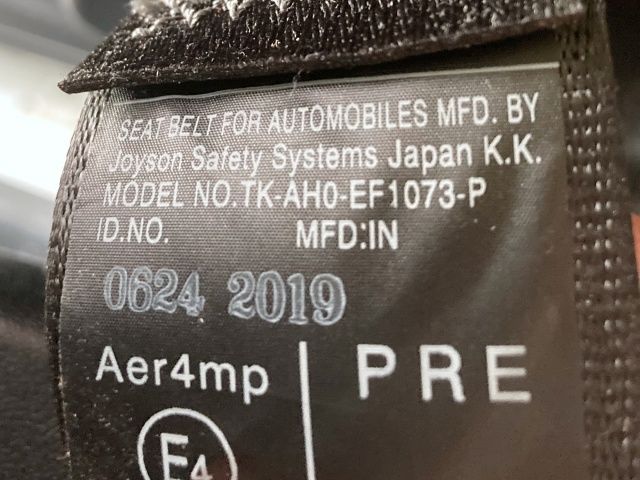 SEAT BELT FOR AUTOMOBILES MFD. BY
Joyson Safety Systems Japan K.K.
MODEL NO.TK-AH0-EF1073-P
ID.NO. MFD:IN
0624 2019
Aer4mp PRE
E4